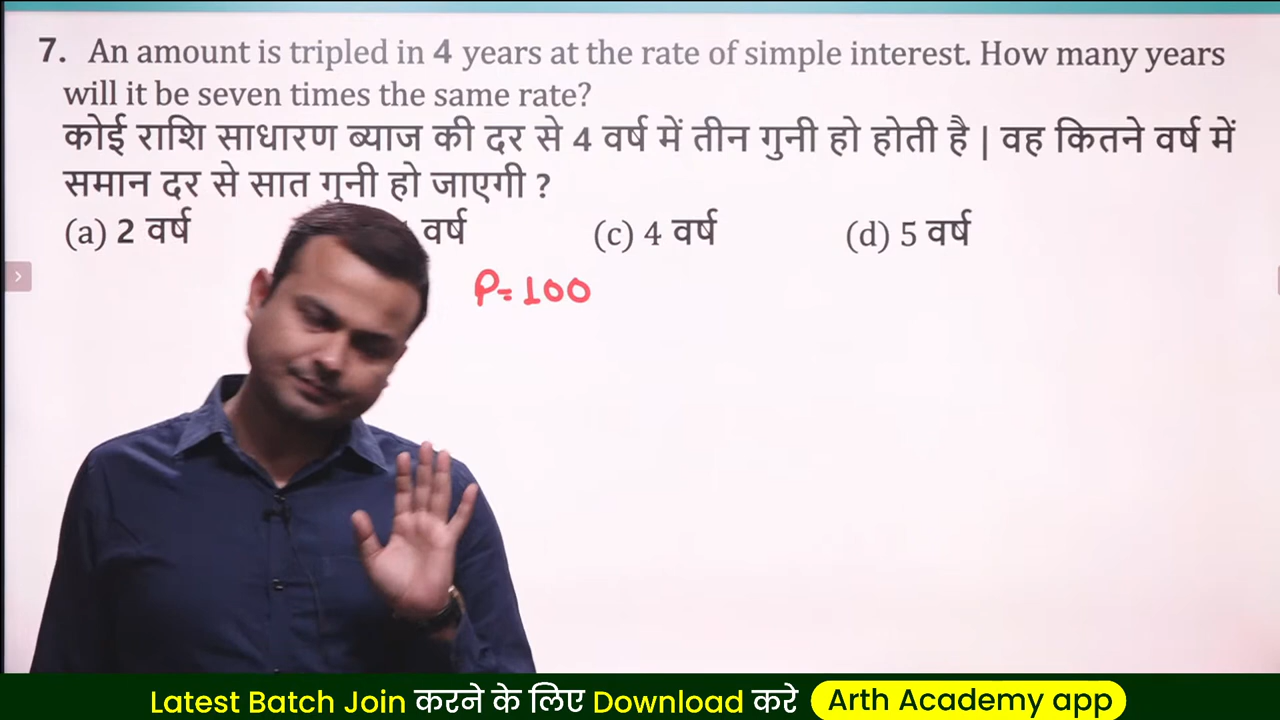 7. An amount is tripled in 4 years at the rate of simple interest. How many years
will it be seven times the same rate?
कोई राशि साधारण ब्याज की दर से 4 वर्ष में तीन गुनी हो होती है | वह कितने वर्ष में
समान दर से सात गुनी हो जाएगी ?
(a) 2 वर्ष वर्ष (c) 4 वर्ष (d) 5 वर्ष
P= 100
Latest Batch Join करने के लिए Download करे Arth Academy app